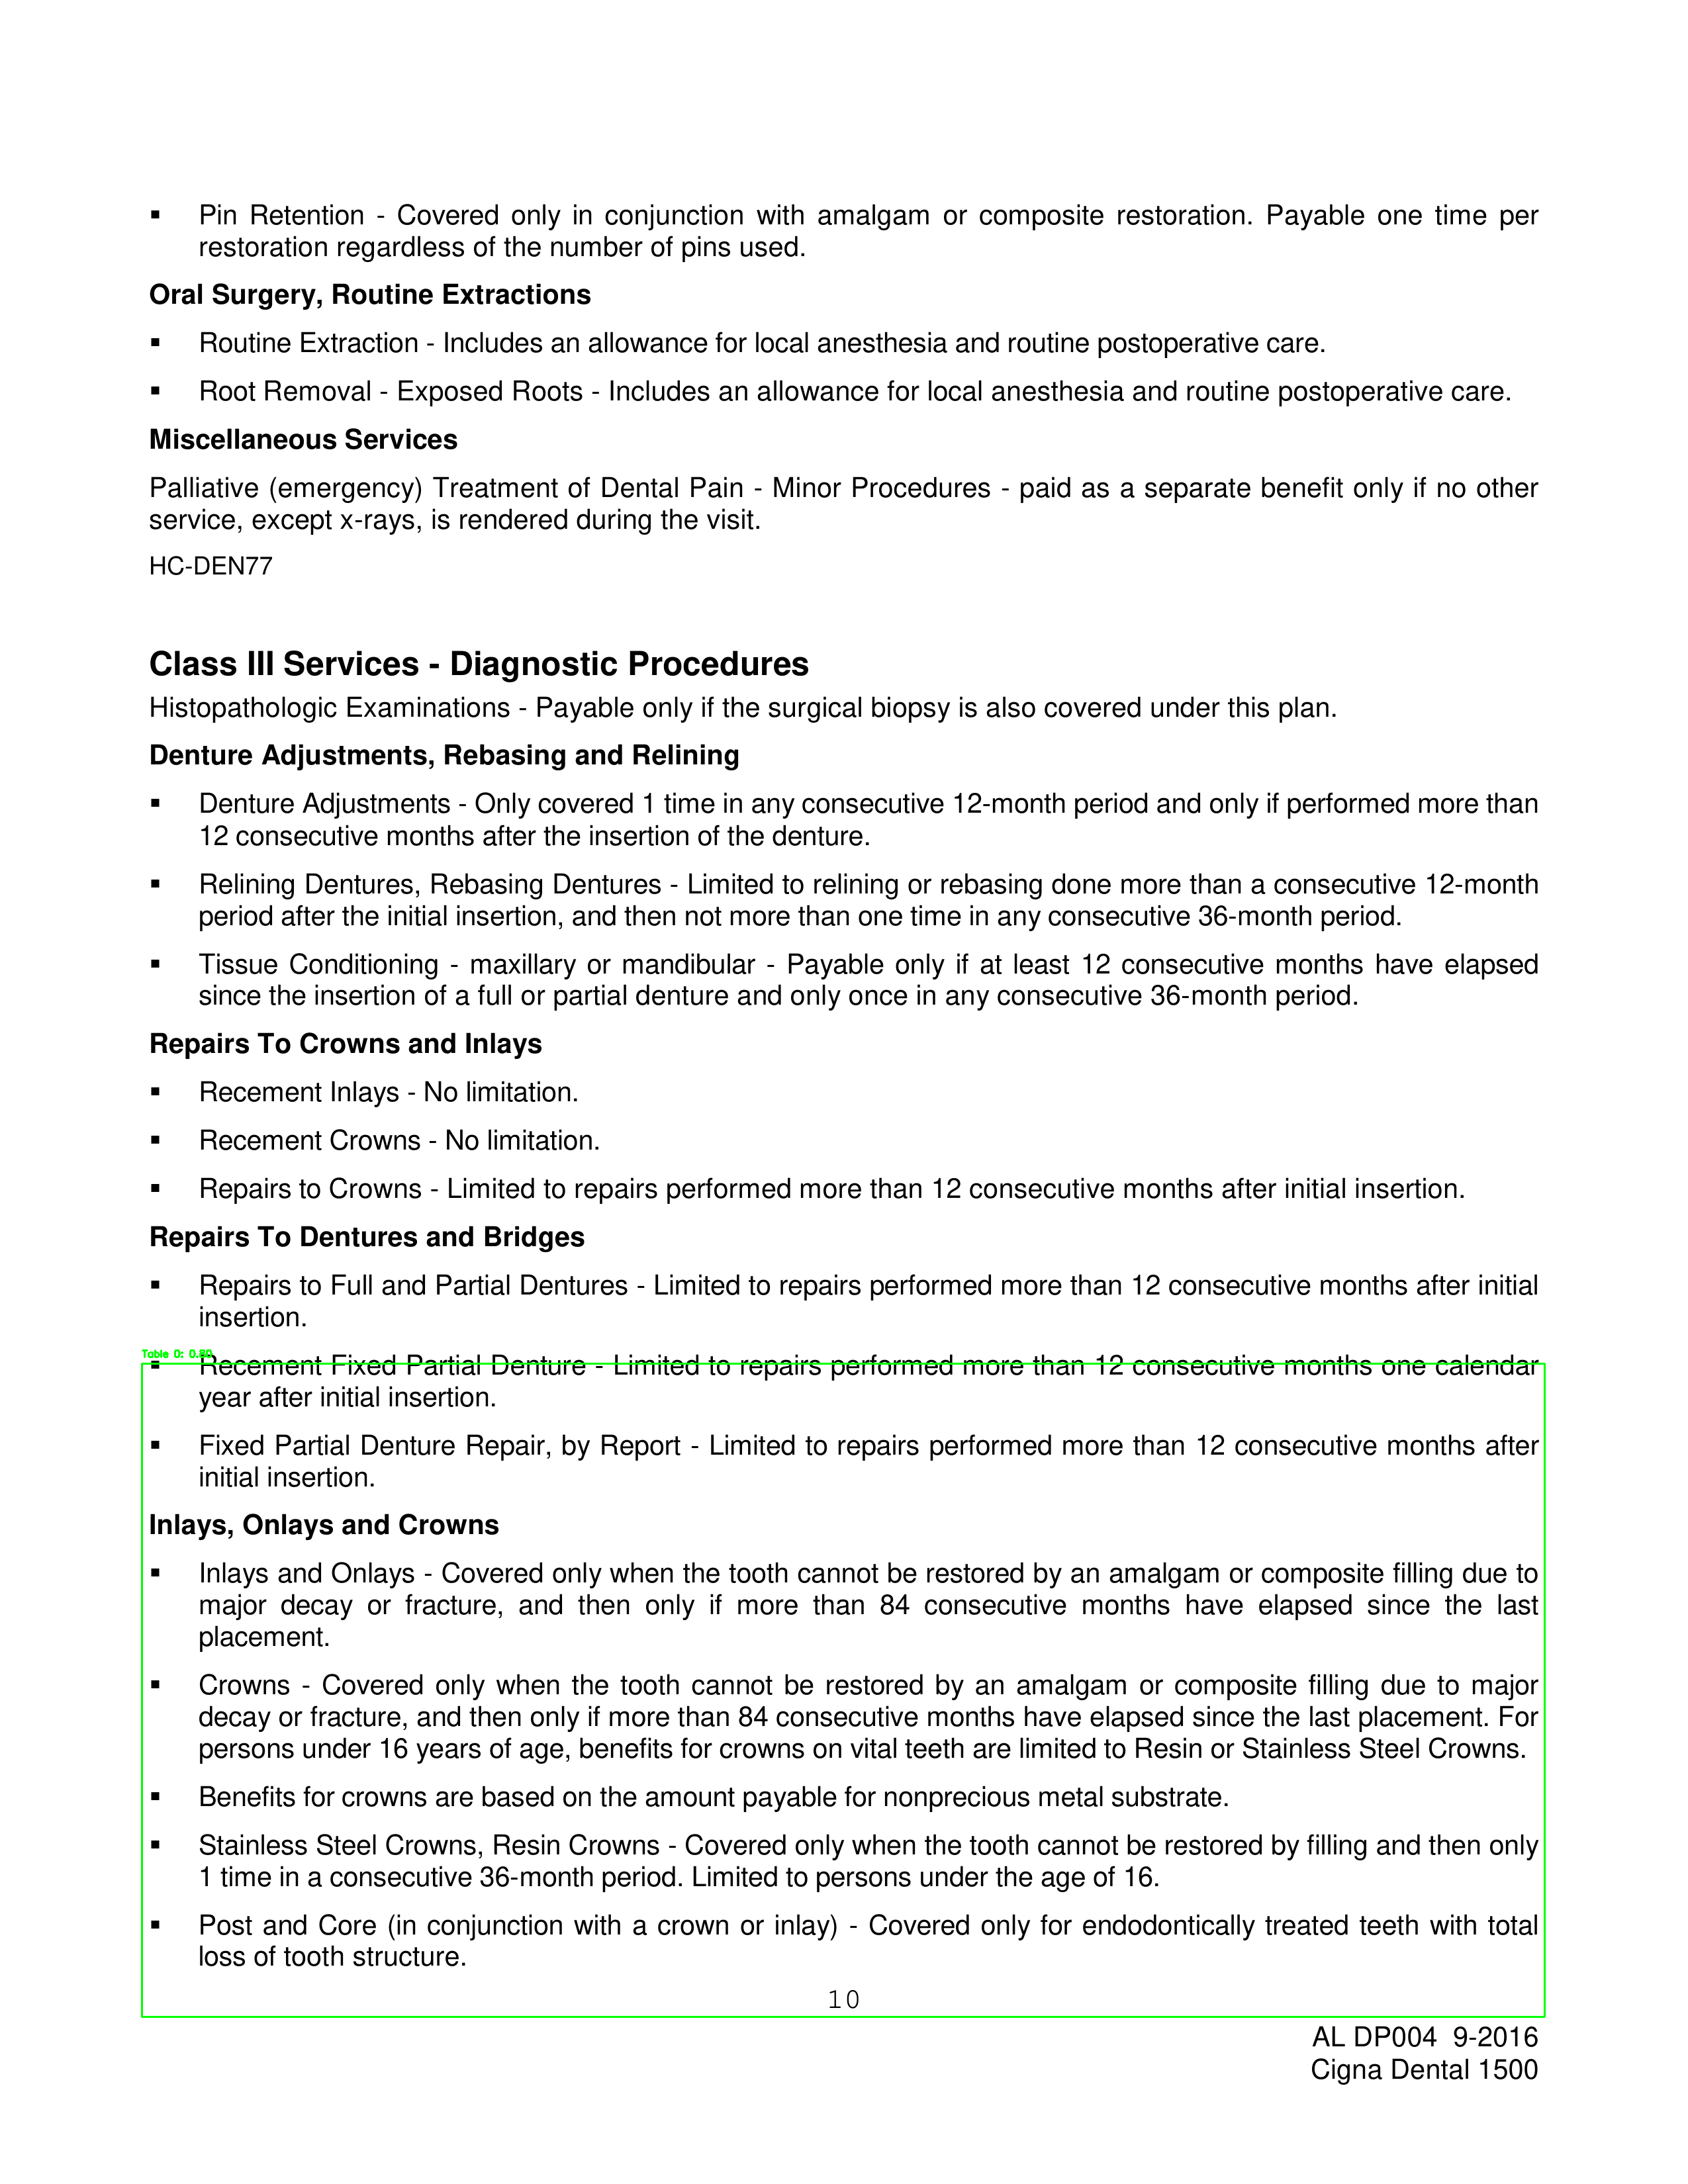 ▪ Pin Retention - Covered only in conjunction with amalgam or composite restoration. Payable one time per
restoration regardless of the number of pins used.
Oral Surgery, Routine Extractions
▪ Routine Extraction - Includes an allowance for local anesthesia and routine postoperative care.
▪ Root Removal - Exposed Roots - Includes an allowance for local anesthesia and routine postoperative care.
Miscellaneous Services
Palliative (emergency) Treatment of Dental Pain - Minor Procedures - paid as a separate benefit only if no other
service, except x-rays, is rendered during the visit.
HC-DEN77
Class III Services - Diagnostic Procedures
Histopathologic Examinations - Payable only if the surgical biopsy is also covered under this plan.
Denture Adjustments, Rebasing and Relining
▪ Denture Adjustments - Only covered 1 time in any consecutive 12-month period and only if performed more than
12 consecutive months after the insertion of the denture.
▪ Relining Dentures, Rebasing Dentures - Limited to relining or rebasing done more than a consecutive 12-month
period after the initial insertion, and then not more than one time in any consecutive 36-month period.
▪ Tissue Conditioning - maxillary or mandibular - Payable only if at least 12 consecutive months have elapsed
since the insertion of a full or partial denture and only once in any consecutive 36-month period.
Repairs To Crowns and Inlays
▪ Recement Inlays - No limitation.
▪ Recement Crowns - No limitation.
▪ Repairs to Crowns - Limited to repairs performed more than 12 consecutive months after initial insertion.
Repairs To Dentures and Bridges
▪ Repairs to Full and Partial Dentures - Limited to repairs performed more than 12 consecutive months after initial
insertion.
Table 0:
▪ Recement Fixed Partial Denture - Limited to repairs performed more than 12 consecutive months one calendar
year after initial insertion.
▪ Fixed Partial Denture Repair, by Report - Limited to repairs performed more than 12 consecutive months after
initial insertion.
Inlays, Onlays and Crowns
▪ Inlays and Onlays - Covered only when the tooth cannot be restored by an amalgam or composite filling due to
major decay or fracture, and then only if more than 84 consecutive months have elapsed since the last
placement.
▪ Crowns - Covered only when the tooth cannot be restored by an amalgam or composite filling due to major
decay or fracture, and then only if more than 84 consecutive months have elapsed since the last placement. For
persons under 16 years of age, benefits for crowns on vital teeth are limited to Resin or Stainless Steel Crowns.
▪ Benefits for crowns are based on the amount payable for nonprecious metal substrate.
▪ Stainless Steel Crowns, Resin Crowns - Covered only when the tooth cannot be restored by filling and then only
1 time in a consecutive 36-month period. Limited to persons under the age of 16.
▪ Post and Core (in conjunction with a crown or inlay) - Covered only for endodontically treated teeth with total
loss of tooth structure.
10
AL DP004 9-2016
Cigna Dental 1500